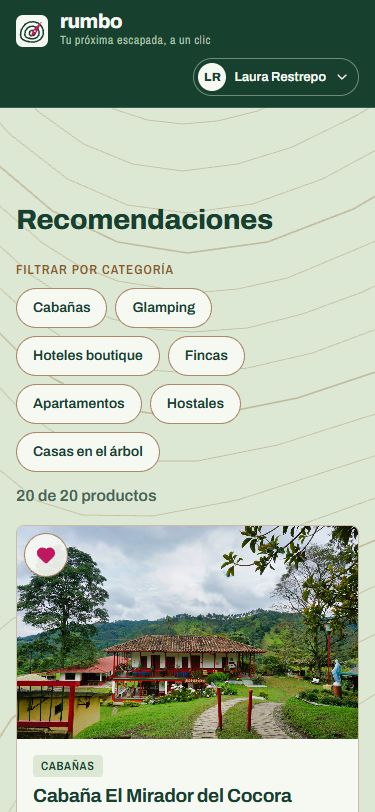 rumbo
Tu próxima escapada, a un clic
LR Laura Restrepo
Recomendaciones
FILTRAR POR CATEGORÍA
Cabañas Glamping
Hoteles boutique Fincas
Apartamentos Hostales
Casas en el árbol
20 de 20 productos
CABAÑAS
Cabaña El Mirador del Cocora